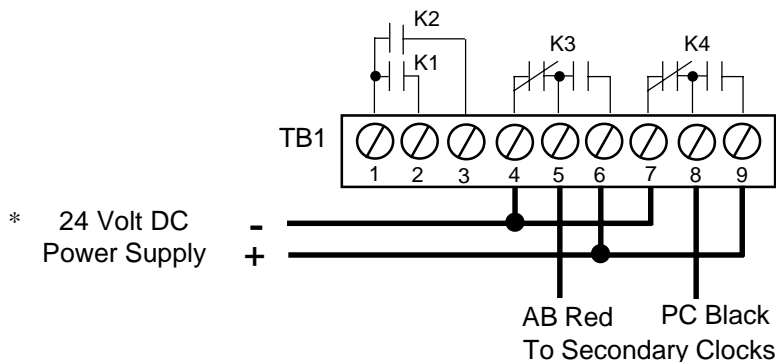 K2
K1
K3
K4
TB1
1 2 3 4 5 6 7 8 9
* 24 Volt DC -
Power Supply +
AB Red PC Black
To Secondary Clocks